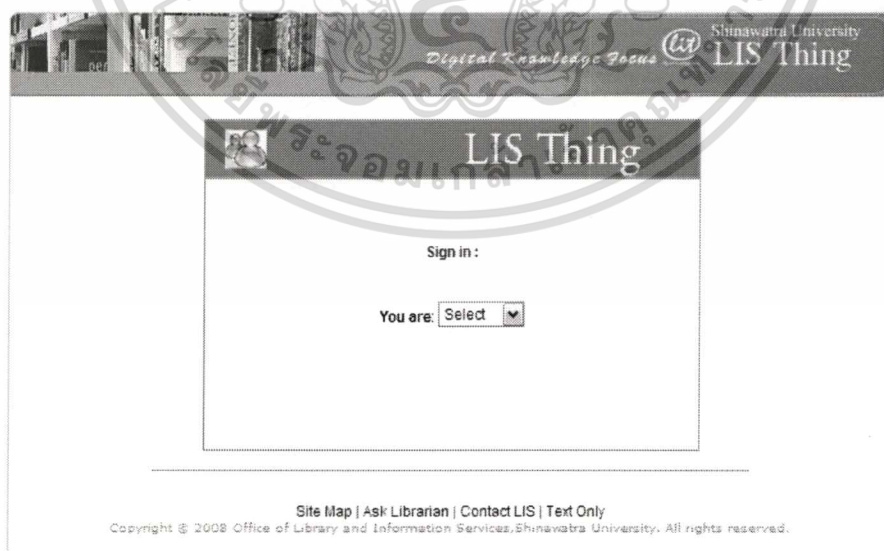 Digital Knowledge Focus
lit
Shinawatra University
LIS Thing
LIS Thing
Sign in :
You are: Select
Site Map | Ask Librarian | Contact LIS | Text Only
Copyright © 2008 Office of Library and Information Services,Shinawatra University. All rights reserved.